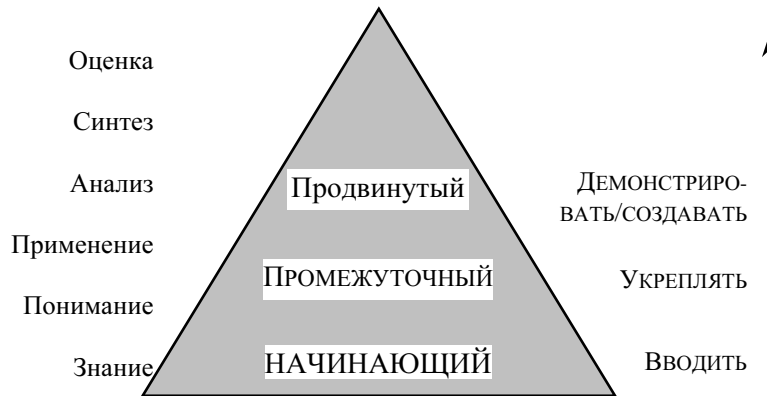 Оценка
Синтез
Анализ
Применение
Понимание
Знание
Продвинутый
ПРОМЕЖУТОЧНЫЙ
НАЧИНАЮЩИЙ
ДЕМОНСТРИРО-
ВАТЬ/СОЗДАВАТЬ
УКРЕПЛЯТЬ
ВВОДИТЬ